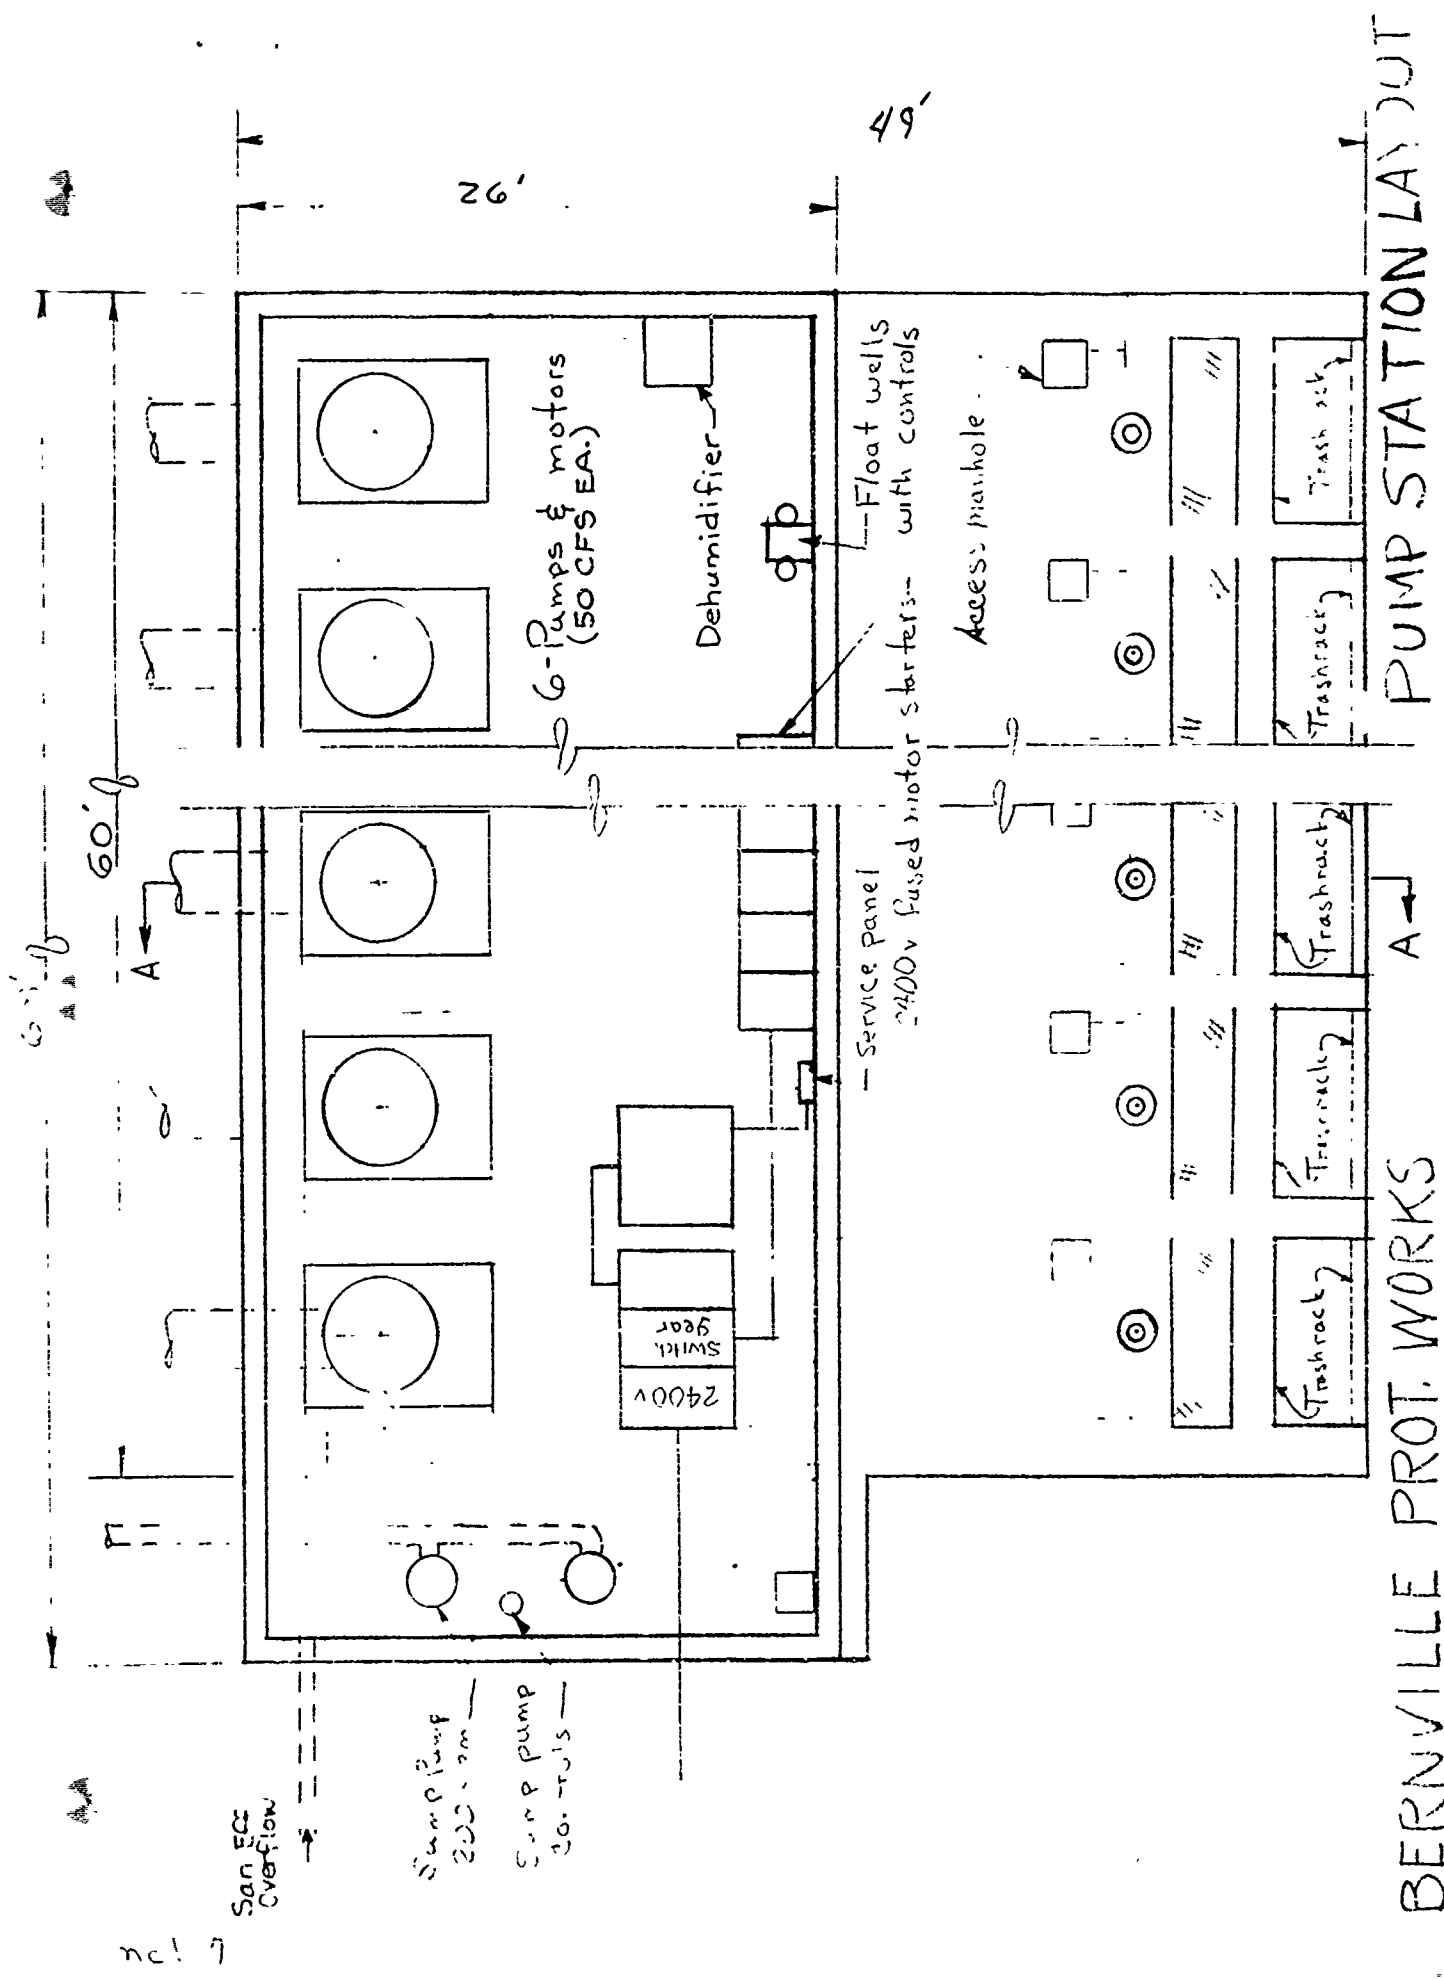 49'
26'
60'
A
6-Pumps & motors
(50 CFS EA.)
Dehumidifier
Float wells
with controls
Access manhole
Service panel
2400v fused motor starters
2400v
Switch
gear
San
Overflow
Sump Pump
Sump pump
Trashrack
Trashrack
Trashrack
Trashrack
Trashrack
A
BERNVILLE PROT. WORKS PUMP STATION LAYOUT